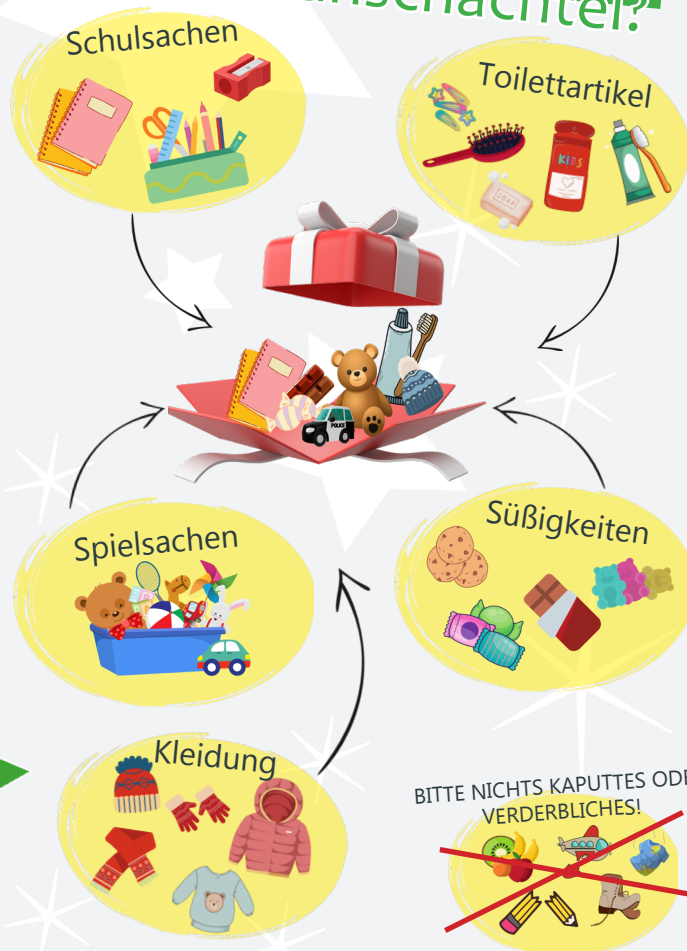 Schulsachen
Toilettartikel
KIDS
SOAP
POLICE
Spielsachen
Süßigkeiten
Kleidung
BITTE NICHTS KAPUTTES ODE
VERDERBLICHES!